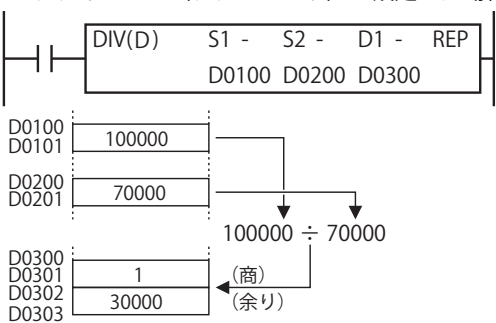 DIV(D) S1 - S2 - D1 - REP
D0100 D0200 D0300
D0100
D0101
100000
D0200
D0201
70000
100000 ÷ 70000
D0300
D0301
1
(商)
D0302
30000
(余り)
D0303